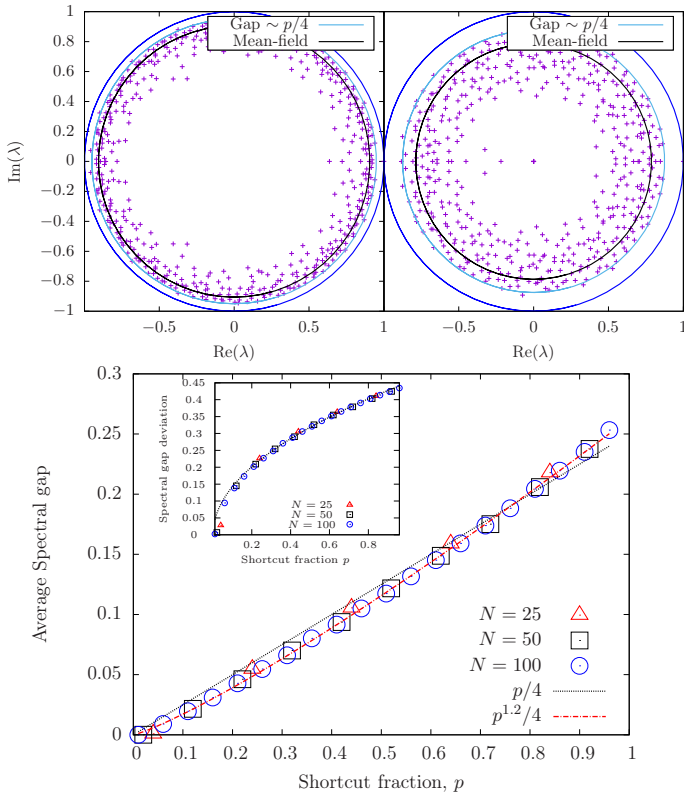 Gap ∼ p/4
Mean-field
Gap ∼ p/4
Mean-field
1
0.8
0.6
0.4
0.2
0
−0.2
−0.4
−0.6
−0.8
−1
Im(λ)
−0.5 0 0.5 1
−0.5 0 0.5 1
Re(λ)
Re(λ)
0.3
0.25
0.2
0.15
0.1
0.05
0
Average Spectral gap
0.45
0.4
0.35
0.3
0.25
0.2
0.15
0.1
0.05
0
Spectral gap deviation
N = 25
N = 50
N = 100
0.2 0.4 0.6 0.8
Shortcut fraction p
N = 25
N = 50
N = 100
p/4
p^1.2/4
0 0.1 0.2 0.3 0.4 0.5 0.6 0.7 0.8 0.9 1
Shortcut fraction, p